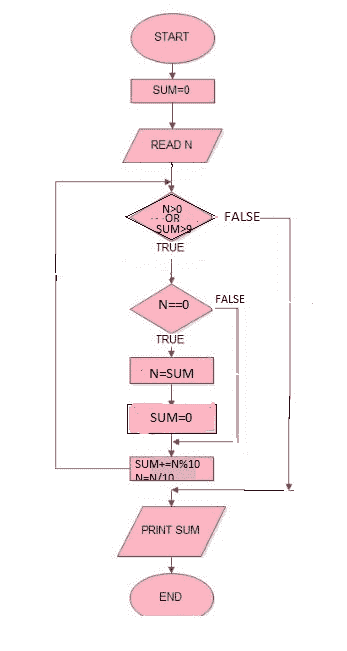 START
SUM=0
READ N
N>0
OR
SUM>9
FALSE
TRUE
N==0
FALSE
TRUE
N=SUM
SUM=0
SUM+=N%10
N=N/10
PRINT SUM
END